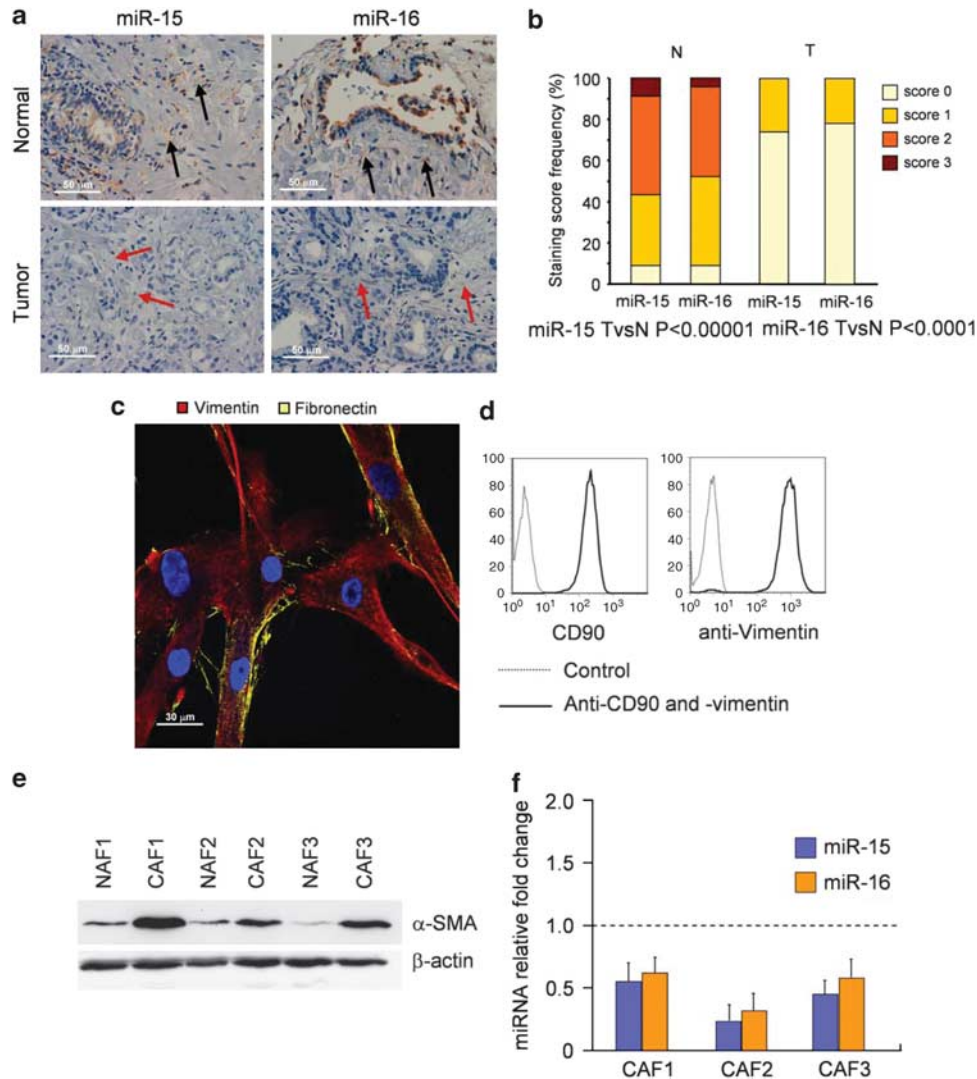 a
miR-15
miR-16
Normal
50 µm
50 µm
Tumor
50 µm
50 µm
b
N
T
Staining score frequency (%)
100
80
60
40
20
0
score 0
score 1
score 2
score 3
miR-15
miR-16
miR-15
miR-16
miR-15 TvsN P<0.00001
miR-16 TvsN P<0.0001
c
Vimentin
Fibronectin
30 µm
d
100
80
60
40
20
0
10⁰
10¹
10²
10³
CD90
100
80
60
40
20
0
10⁰
10¹
10²
10³
anti-Vimentin
Control
Anti-CD90 and -vimentin
e
NAF1
CAF1
NAF2
CAF2
NAF3
CAF3
α-SMA
β-actin
f
miRNA relative fold change
2.0
1.5
1.0
0.5
0
miR-15
miR-16
CAF1
CAF2
CAF3